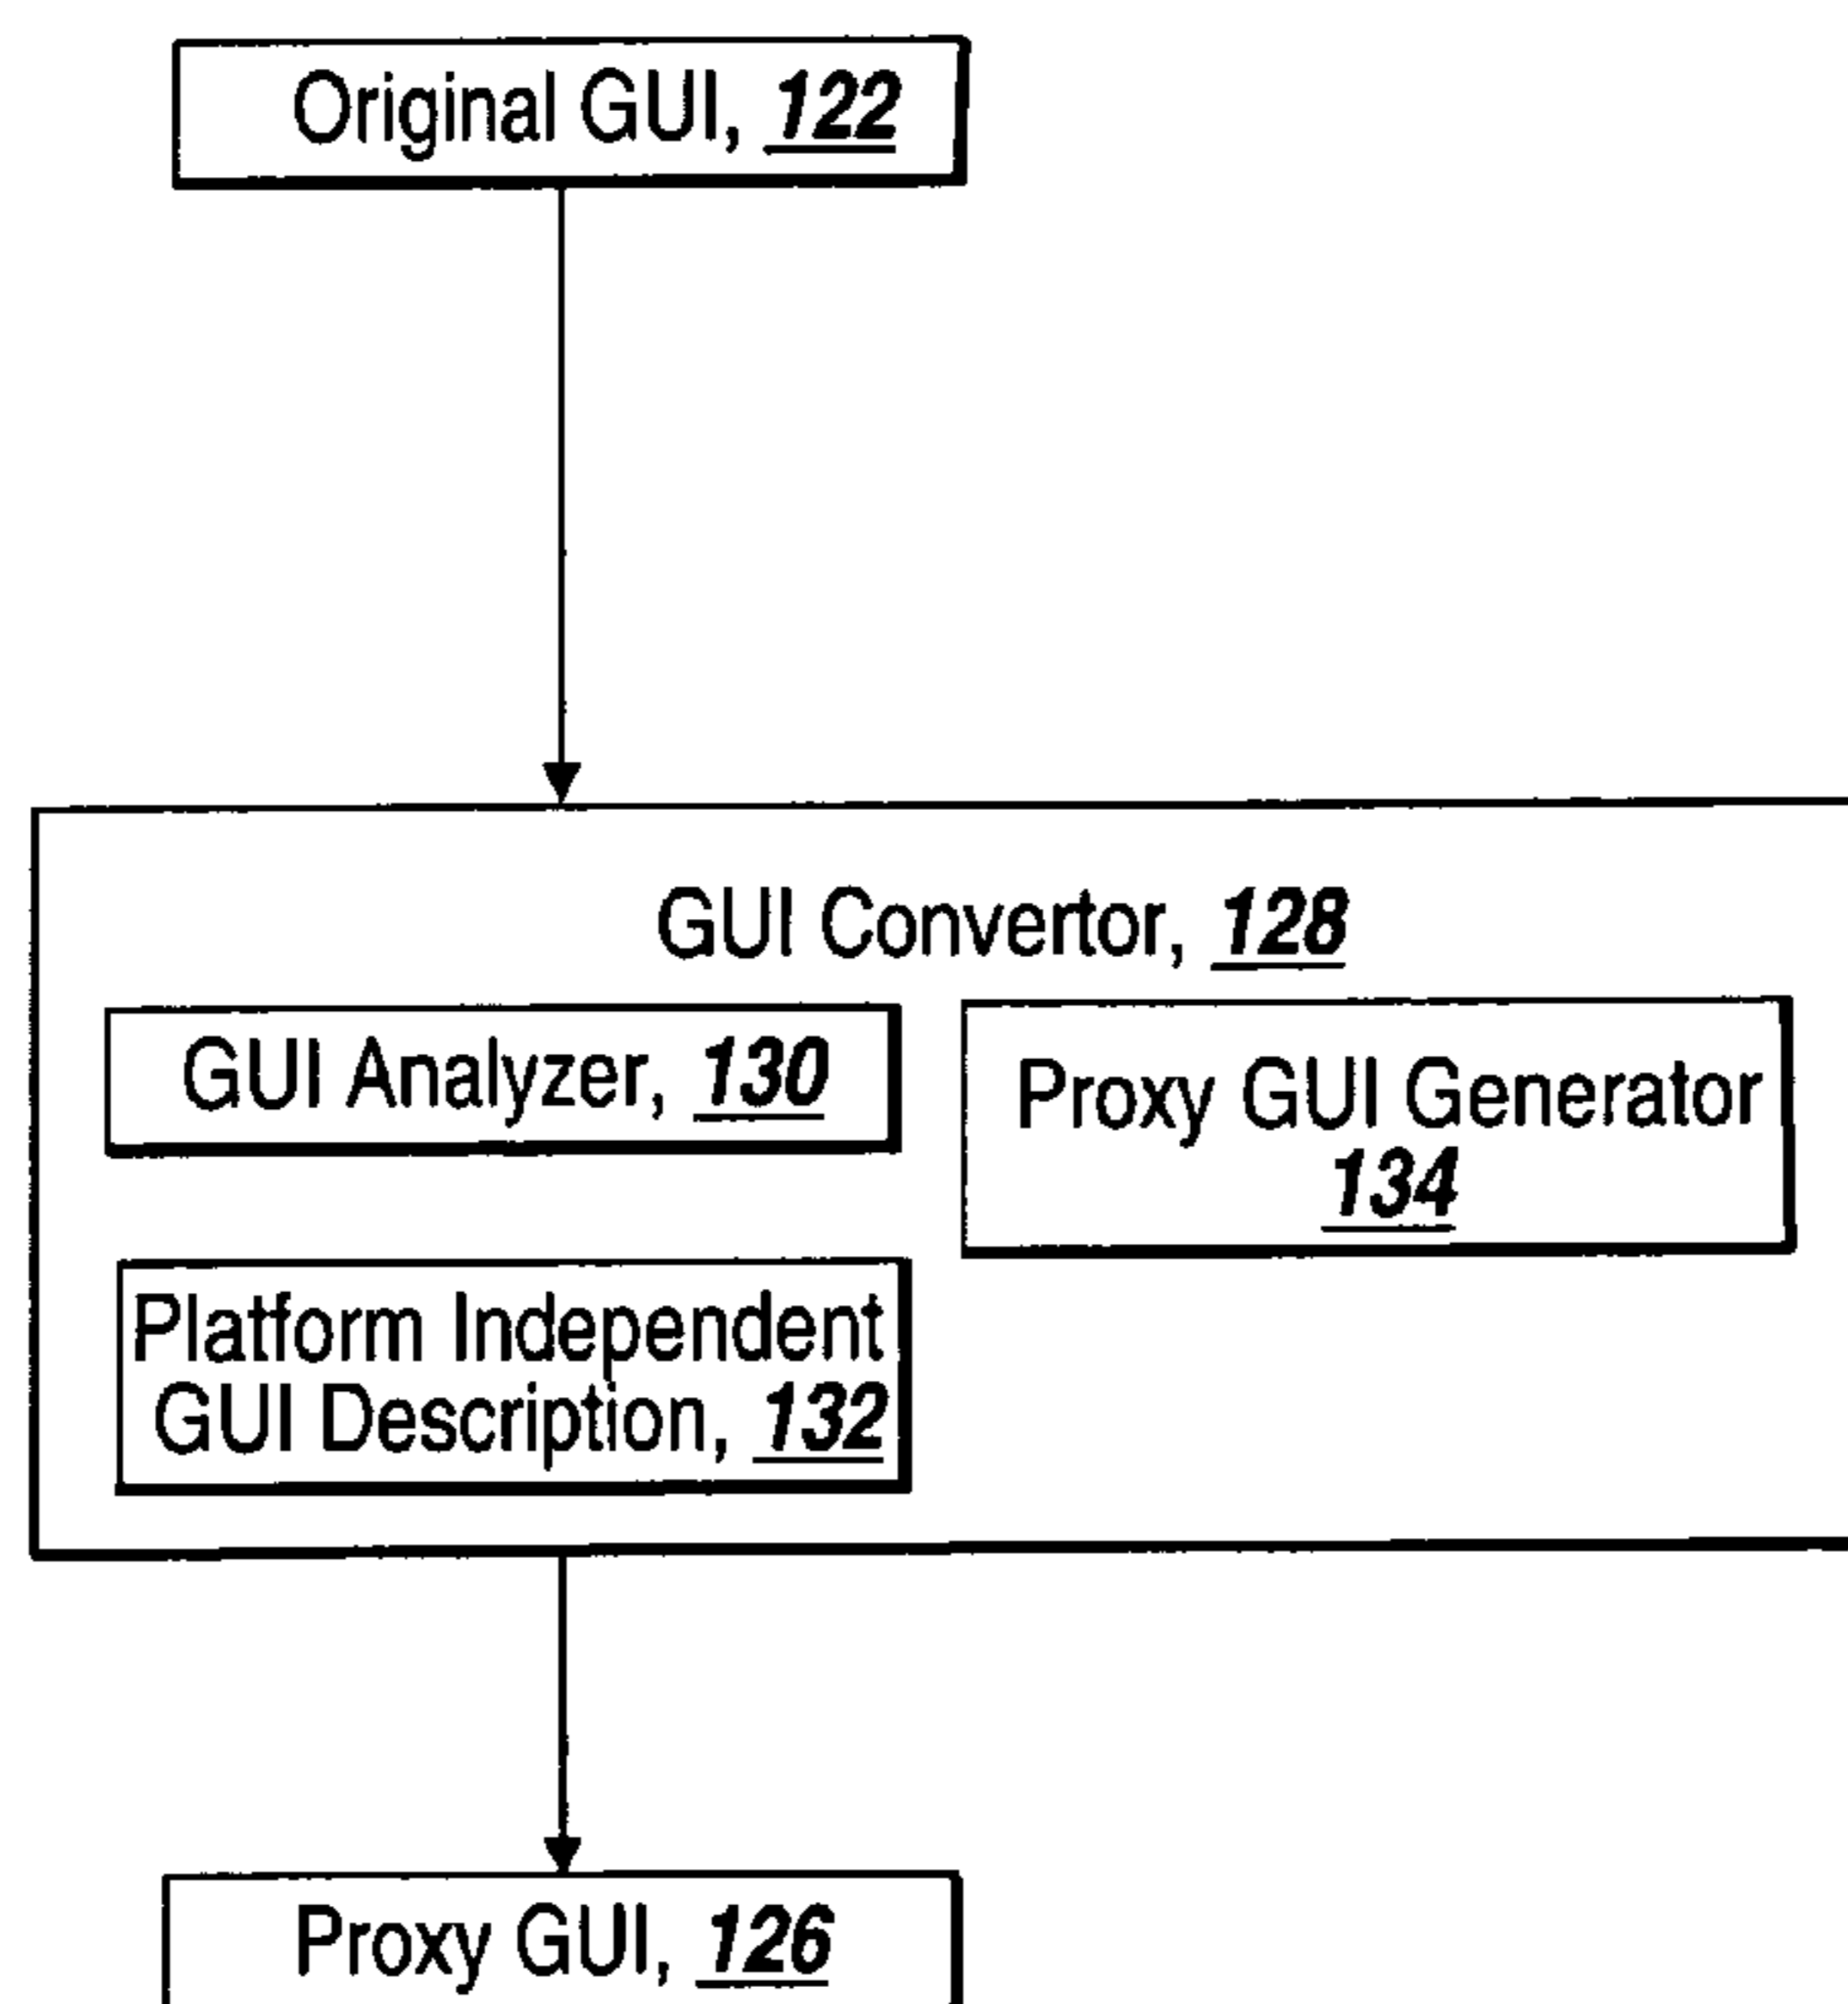 Original GUI, 122
GUI Convertor, 128
GUI Analyzer, 130
Proxy GUI Generator
134
Platform Independent
GUI Description, 132
Proxy GUI, 126